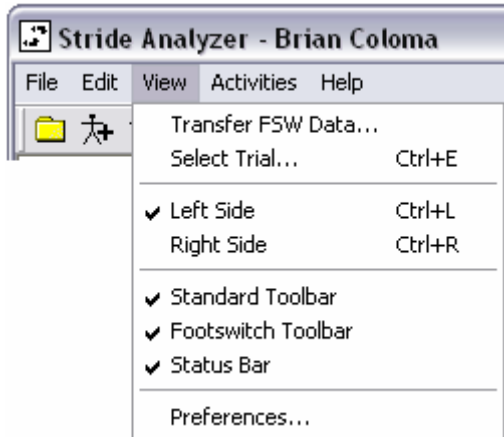 Stride Analyzer - Brian Coloma
File Edit View Activities Help
Transfer FSW Data...
Select Trial... Ctrl+E
Left Side Ctrl+L
Right Side Ctrl+R
Standard Toolbar
Footswitch Toolbar
Status Bar
Preferences...